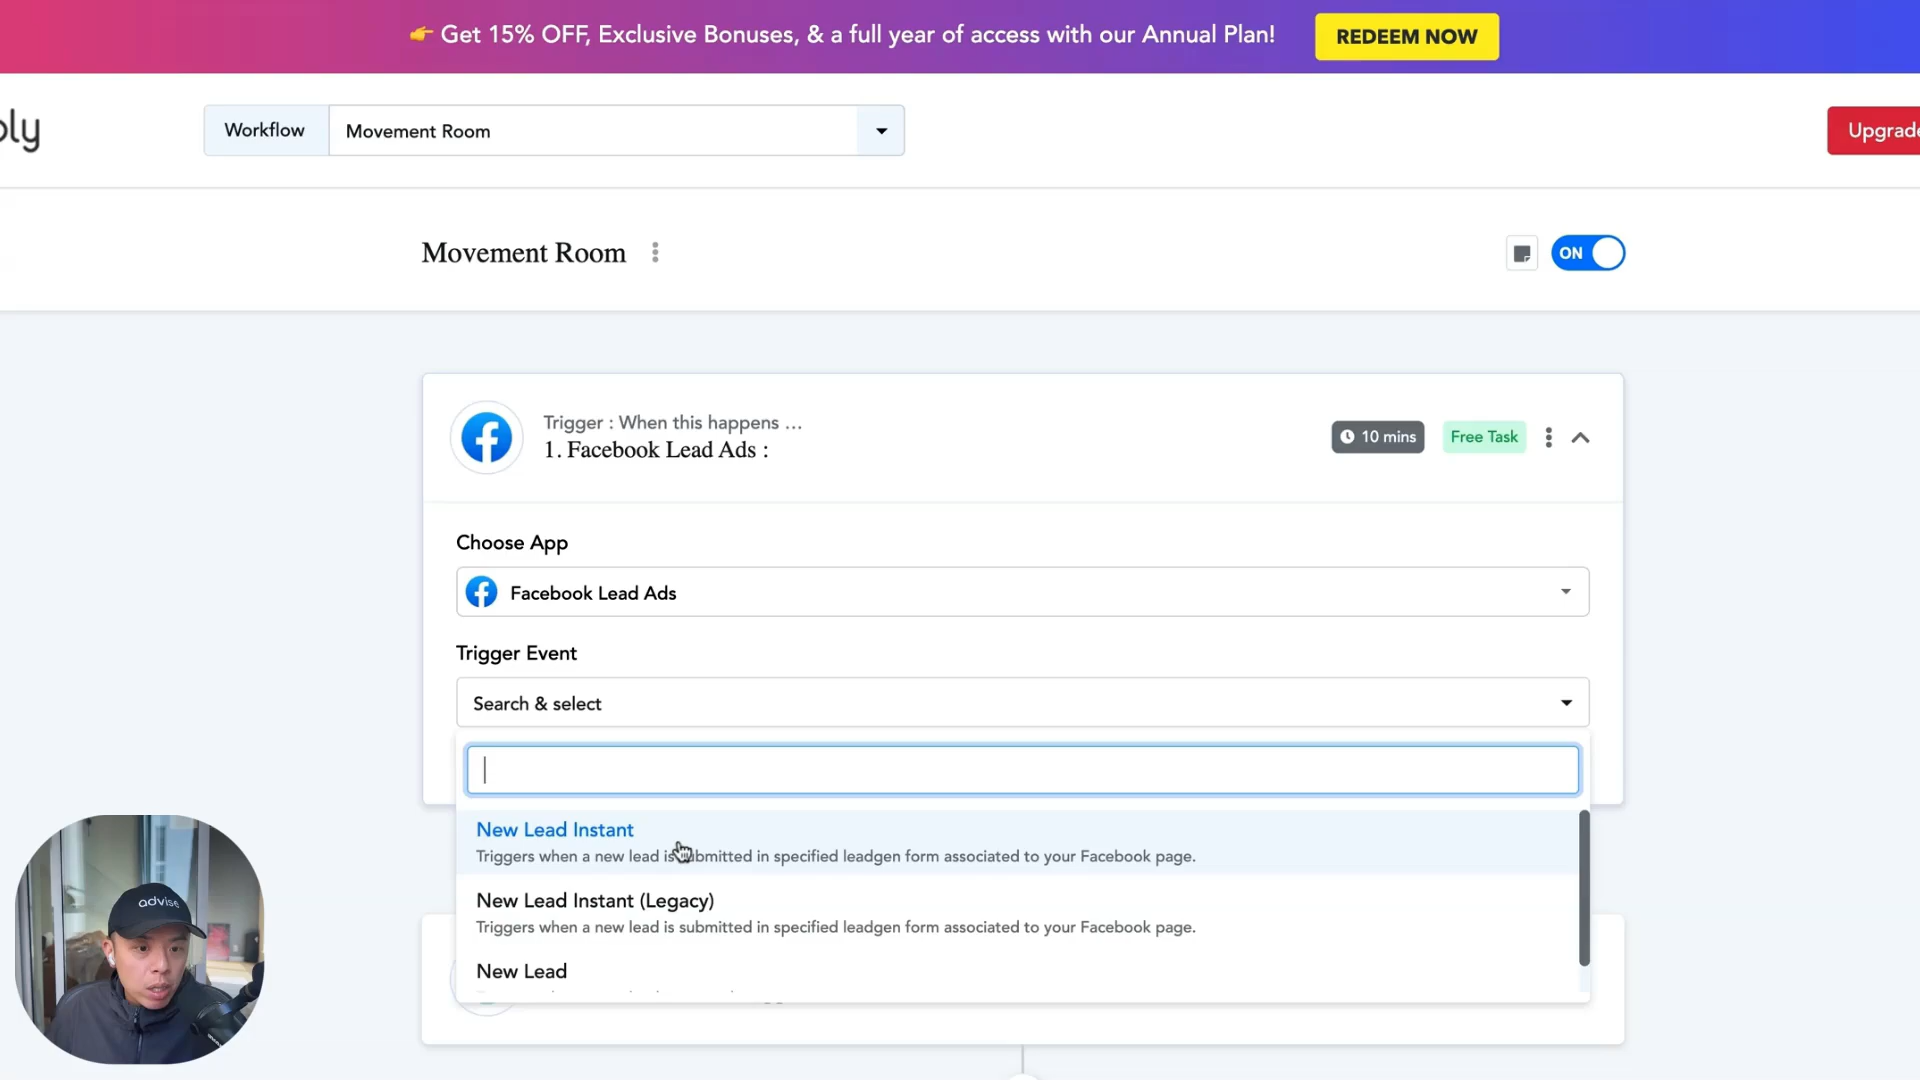 👉 Get 15% OFF, Exclusive Bonuses, & a full year of access with our Annual Plan!
REDEEM NOW
Workflow
Movement Room
Movement Room
ON
Trigger : When this happens ...
1. Facebook Lead Ads :
10 mins
Free Task
Choose App
Facebook Lead Ads
Trigger Event
Search & select
New Lead Instant
Triggers when a new lead is submitted in specified leadgen form associated to your Facebook page.
New Lead Instant (Legacy)
Triggers when a new lead is submitted in specified leadgen form associated to your Facebook page.
New Lead
advise